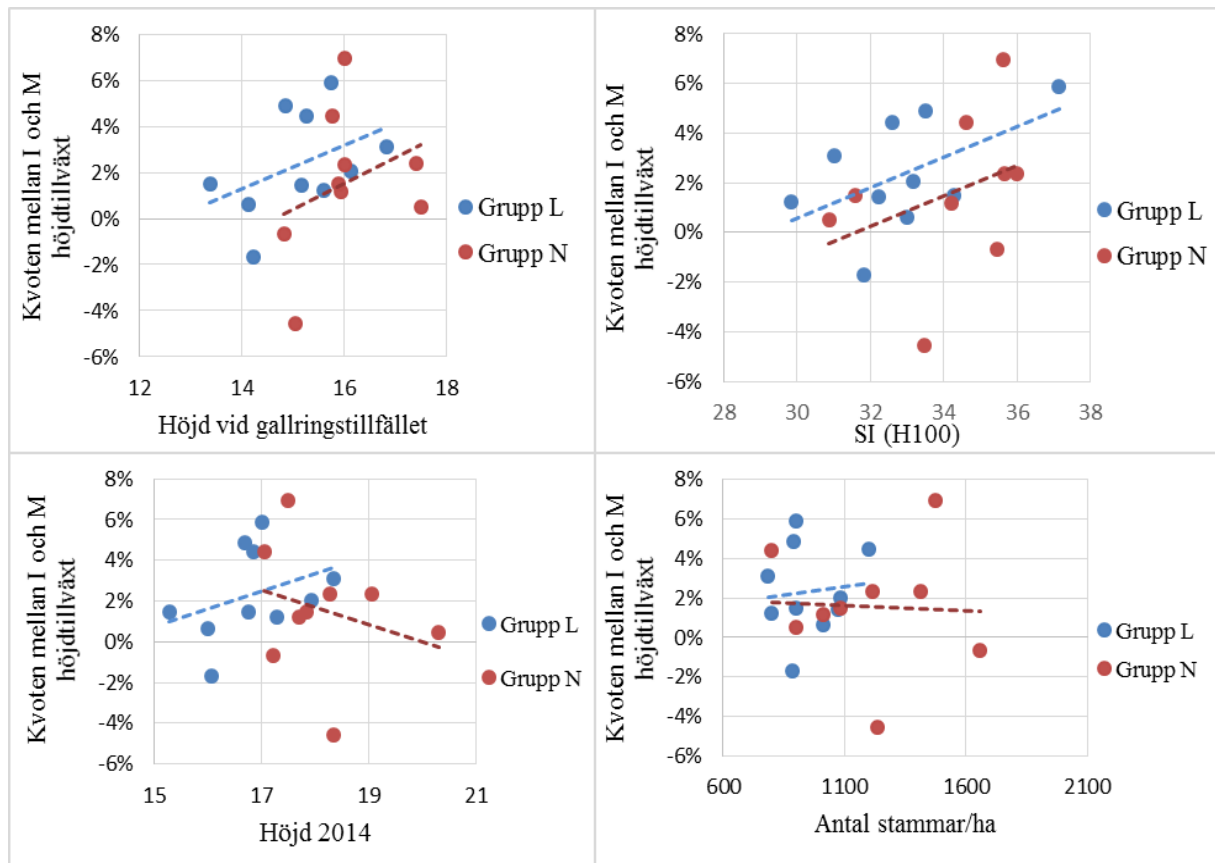 Kvoten mellan I och M
höjdtillväxt
8%
6%
4%
2%
0%
-2%
-4%
-6%
12 14 16 18
Höjd vid gallringstillfället
Grupp L
Grupp N
Kvoten mellan I och M
höjdtillväxt
8%
6%
4%
2%
0%
-2%
-4%
-6%
28 30 32 34 36 38
SI (H100)
Grupp L
Grupp N
Kvoten mellan I och M
höjdtillväxt
8%
6%
4%
2%
0%
-2%
-4%
-6%
15 17 19 21
Höjd 2014
Grupp L
Grupp N
Kvoten mellan I och M
höjdtillväxt
8%
6%
4%
2%
0%
-2%
-4%
-6%
600 1100 1600 2100
Antal stammar/ha
Grupp L
Grupp N